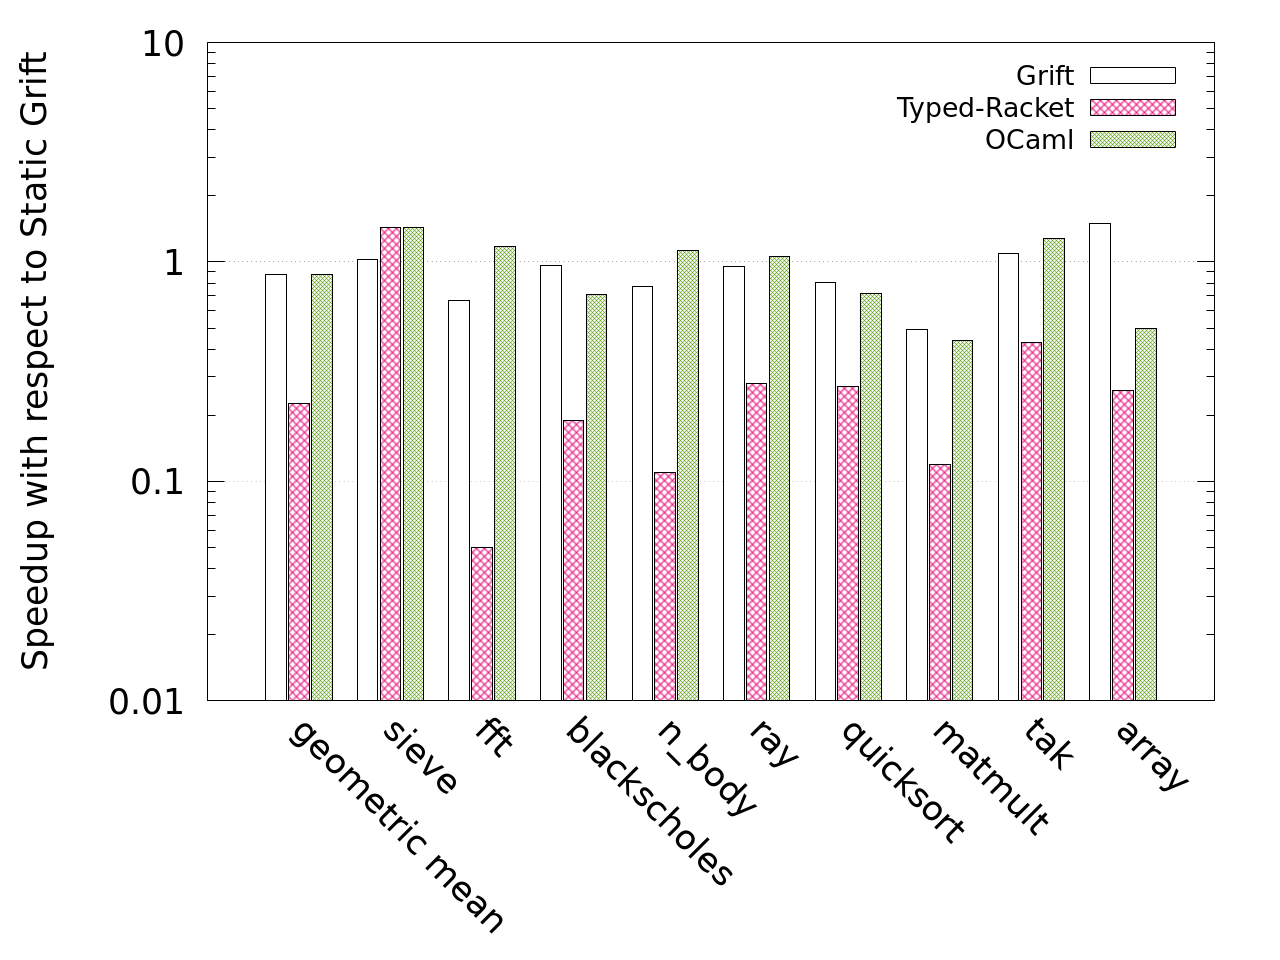 Speedup with respect to Static Grift
10
1
0.1
0.01
Grift
Typed-Racket
OCaml
geometric mean
sieve
fft
blackscholes
n_body
ray
quicksort
matmult
tak
array